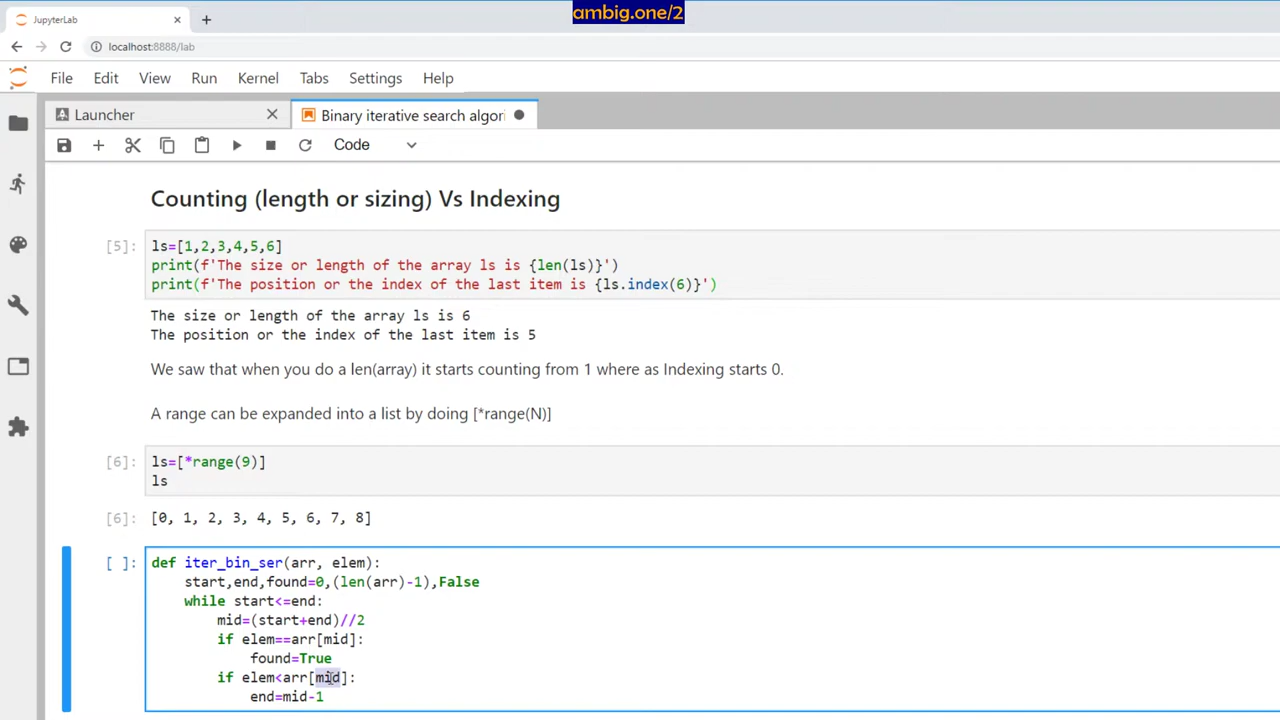 ambig.one/2
JupyterLab
localhost:8888/lab
File Edit View Run Kernel Tabs Settings Help
Launcher
Binary iterative search algori
Code
Counting (length or sizing) Vs Indexing
[5]:
ls=[1,2,3,4,5,6]
print(f'The size or length of the array ls is {len(ls)}')
print(f'The position or the index of the last item is {ls.index(6)}')
The size or length of the array ls is 6
The position or the index of the last item is 5
We saw that when you do a len(array) it starts counting from 1 where as Indexing starts 0.
A range can be expanded into a list by doing [*range(N)]
[6]:
ls=[*range(9)]
ls
[6]:
[0, 1, 2, 3, 4, 5, 6, 7, 8]
[ ]:
def iter_bin_ser(arr, elem):
    start,end,found=0,(len(arr)-1),False
    while start<=end:
        mid=(start+end)//2
        if elem==arr[mid]:
            found=True
        if elem<arr[mid]:
            end=mid-1